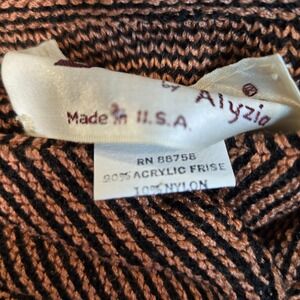 by Alyzia
Made in U.S.A.
RN 88758
90% ACRYLIC FRISE
10% NYLON